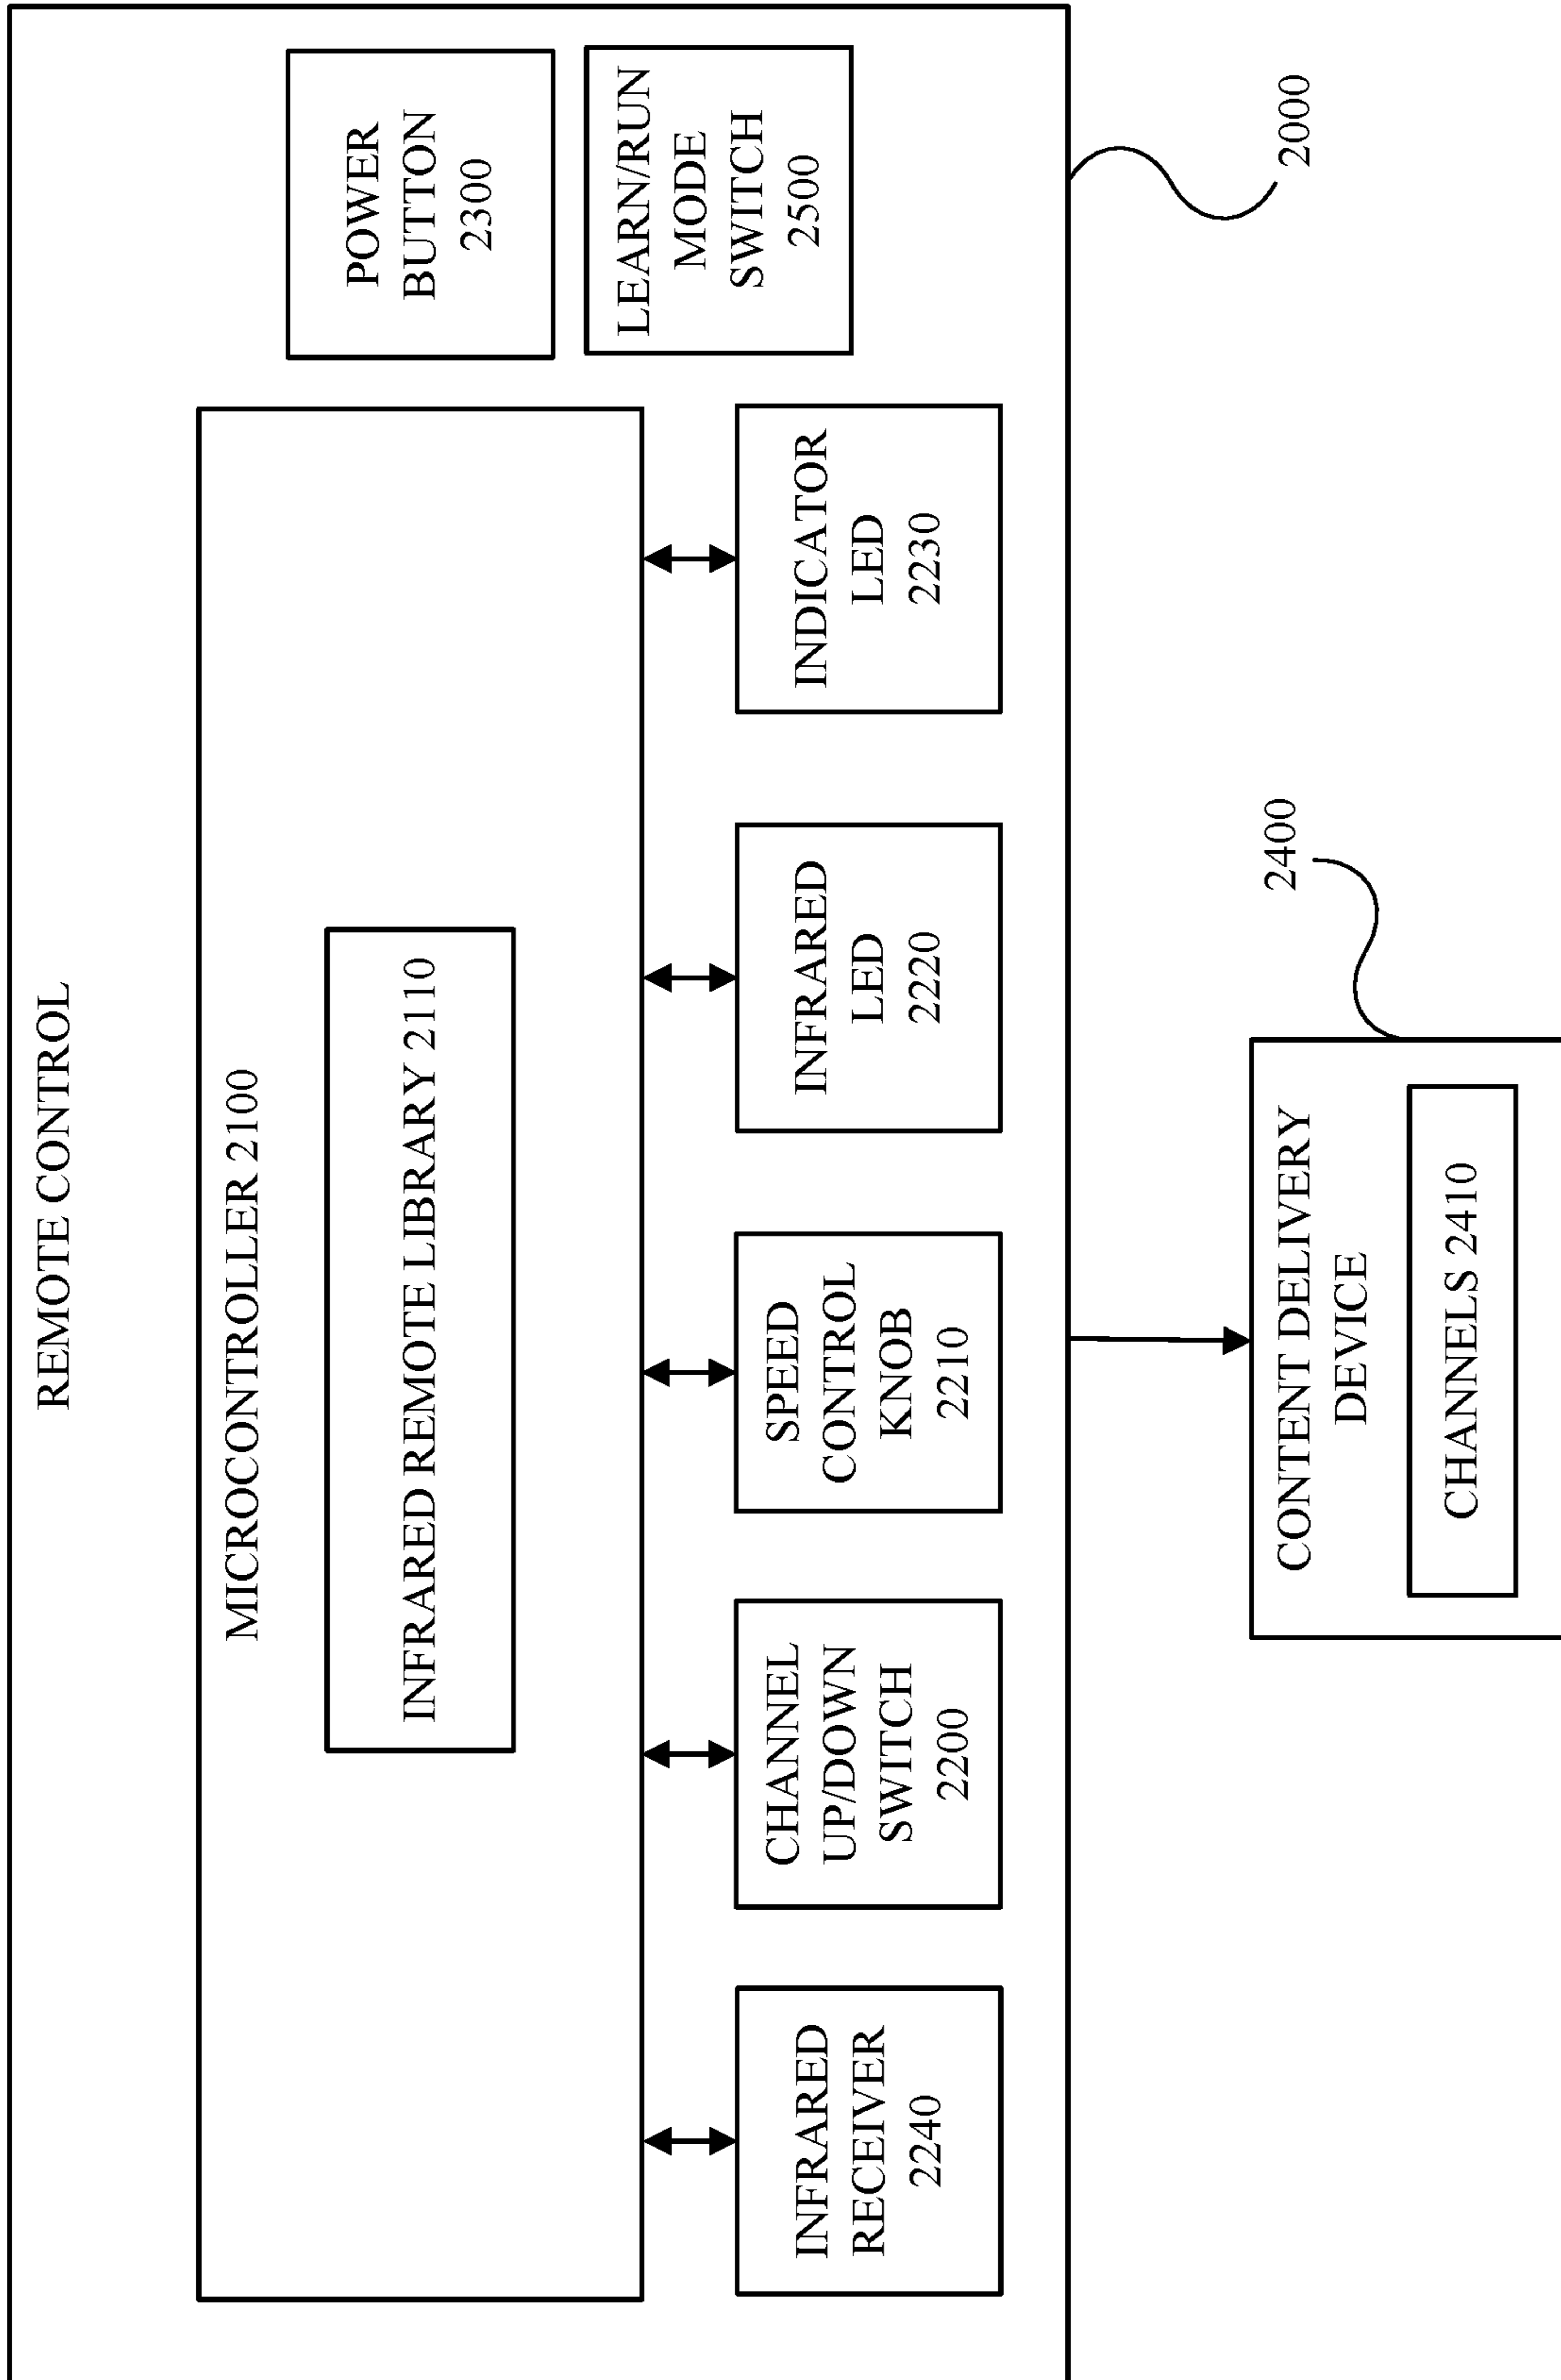 REMOTE CONTROL
MICROCONTROLLER 2100
INFRARED REMOTE LIBRARY 2110
POWER
BUTTON
2300
LEARN/RUN
MODE
SWITCH
2500
INFRARED
RECEIVER
2240
CHANNEL
UP/DOWN
SWITCH
2200
SPEED
CONTROL
KNOB
2210
INFRARED
LED
2220
INDICATOR
LED
2230
2000
2400
CONTENT DELIVERY
DEVICE
CHANNELS 2410